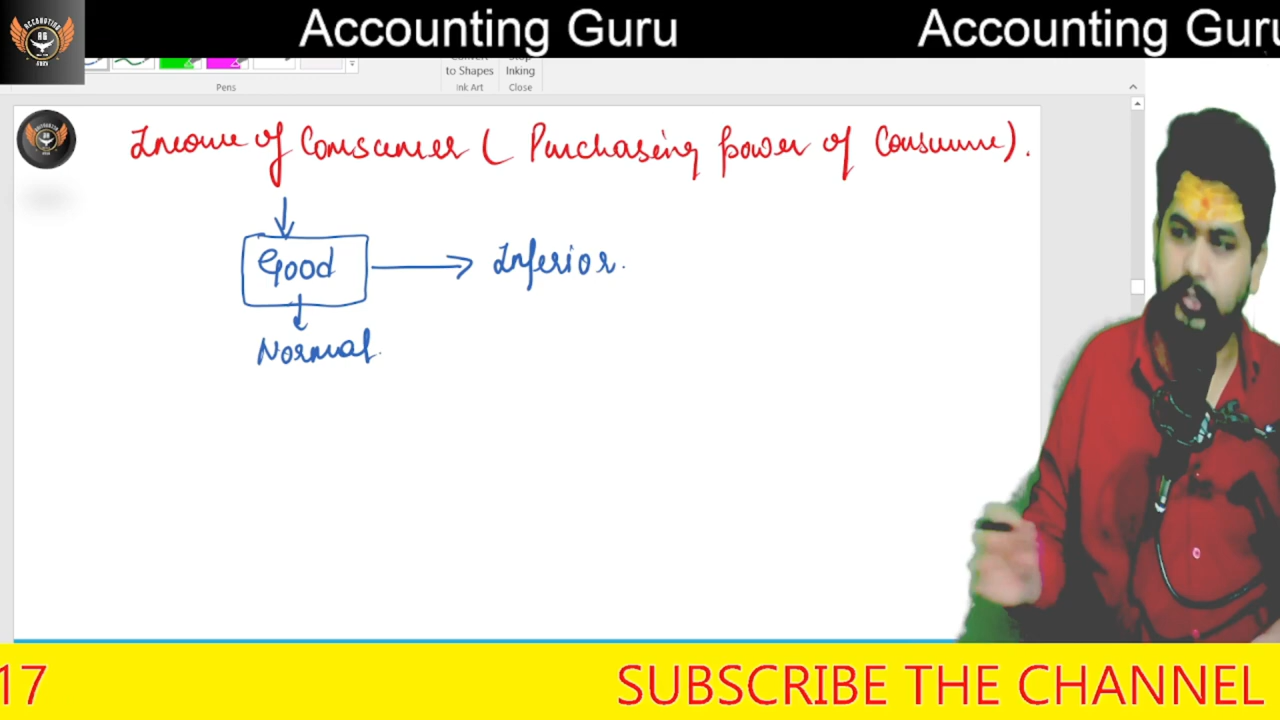 Accounting Guru Accounting Guru
to Shapes Inking
Pens Ink Art Close
Income of Consumer ( Purchasing power of Consume).
Good → Inferior.
Normal.
17 SUBSCRIBE THE CHANNEL